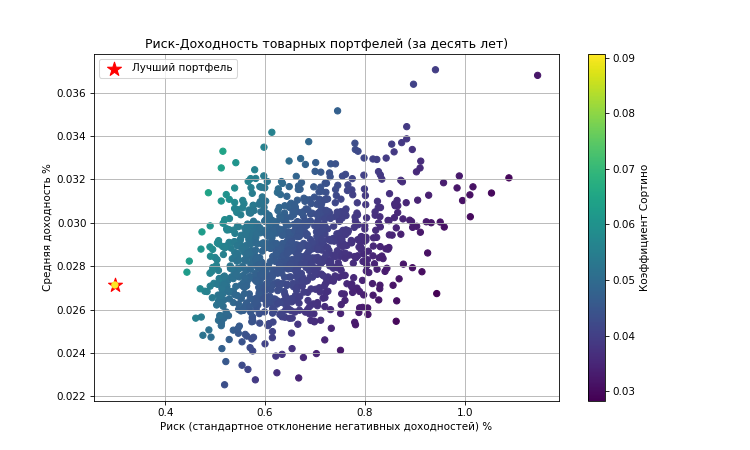 Риск-Доходность товарных портфелей (за десять лет)
Лучший портфель
Средняя доходность %
0.036
0.034
0.032
0.030
0.028
0.026
0.024
0.022
0.4 0.6 0.8 1.0
Риск (стандартное отклонение негативных доходностей) %
0.09
0.08
0.07
0.06
0.05
0.04
0.03
Коэффициент Сортино